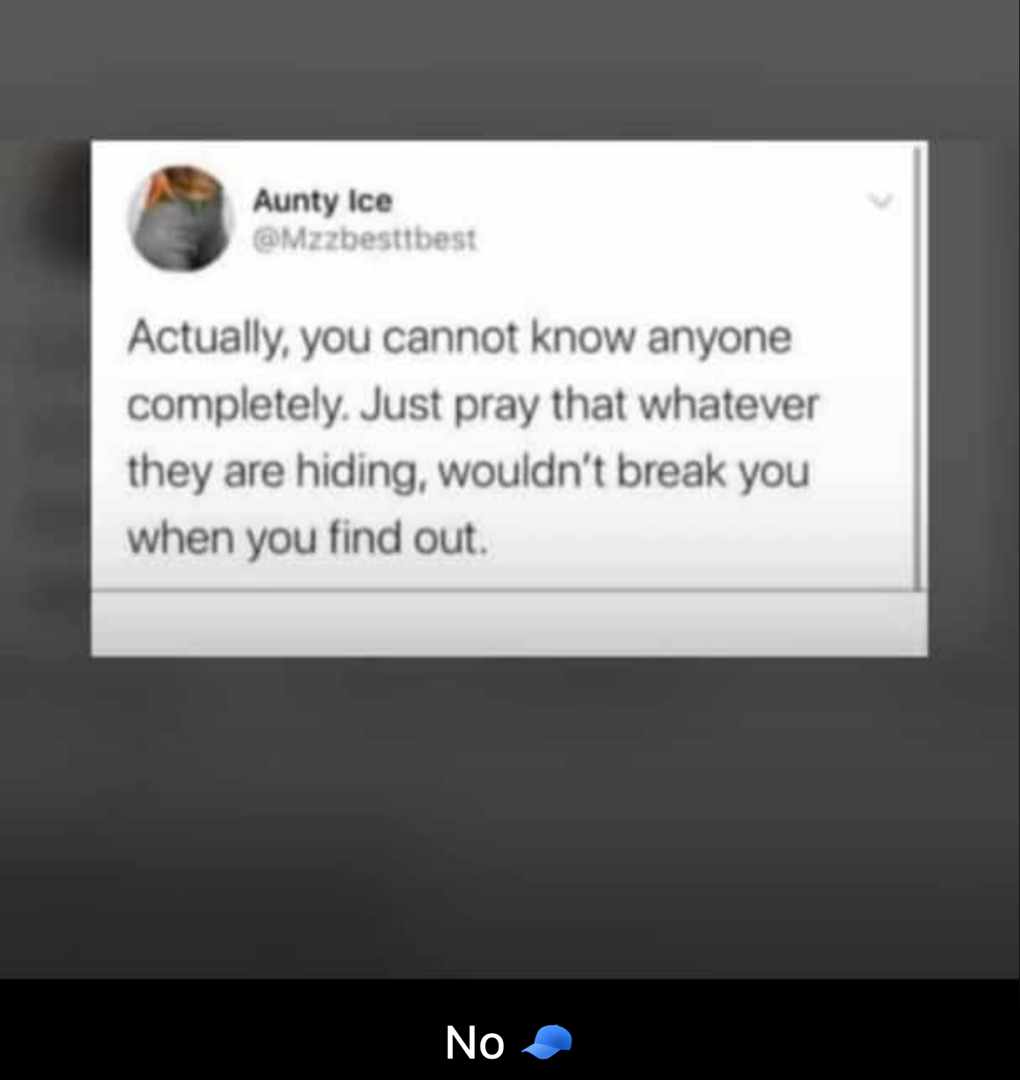 Aunty Ice
@Mzzbesttbest
Actually, you cannot know anyone
completely. Just pray that whatever
they are hiding, wouldn't break you
when you find out.
No 🧢